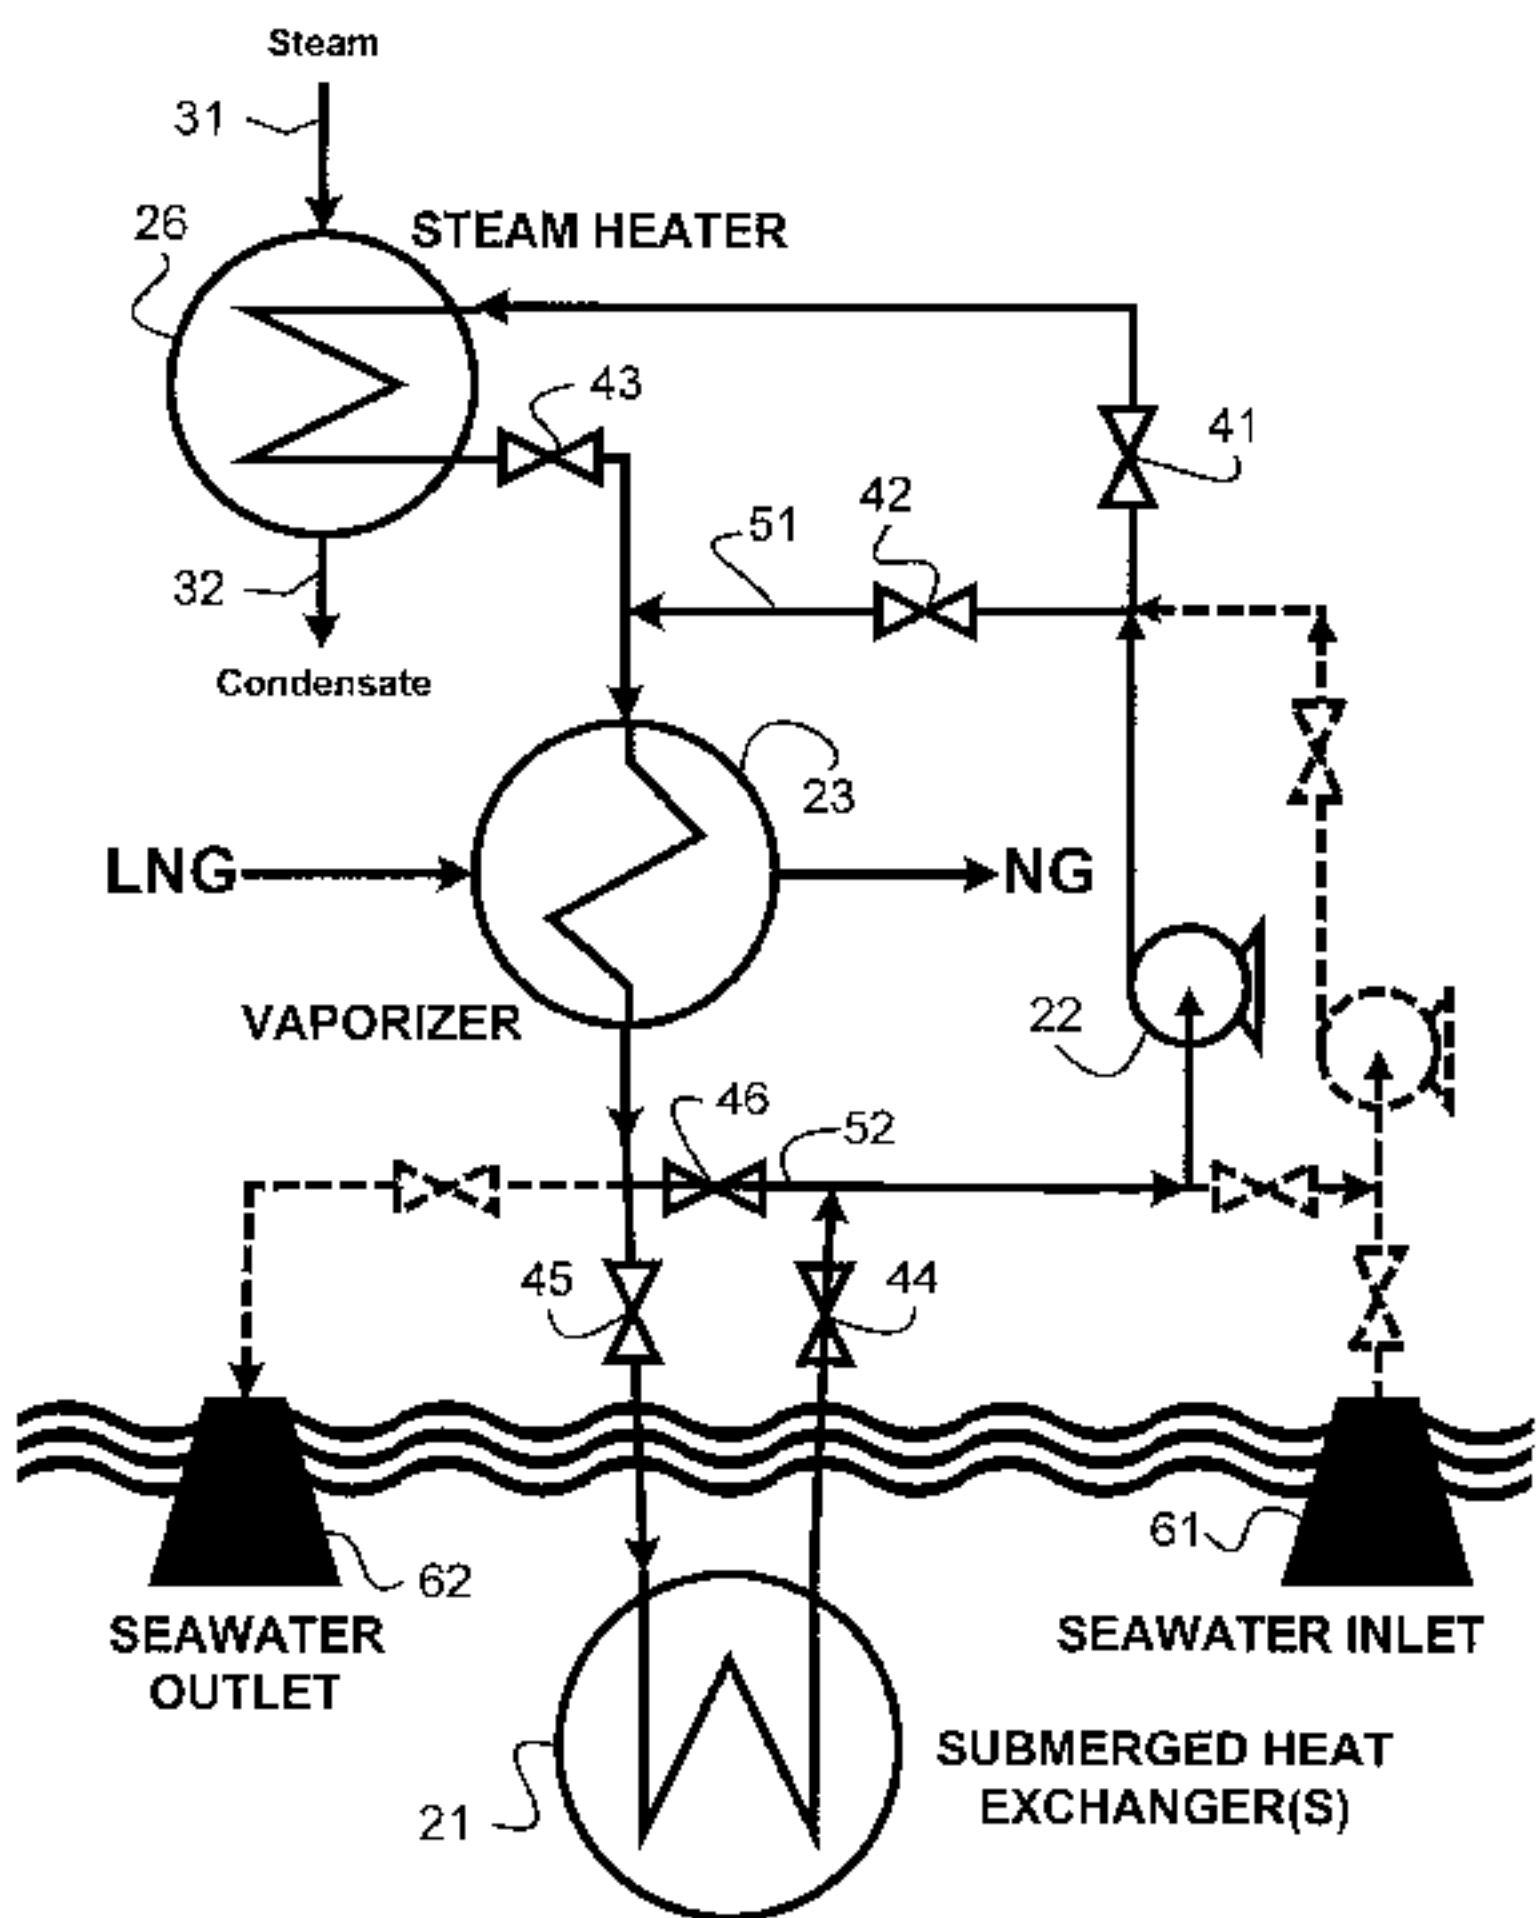 Steam
31
26
STEAM HEATER
43
41
42
51
32
Condensate
23
LNG
NG
VAPORIZER
22
46
52
45
44
61
62
SEAWATER
OUTLET
SEAWATER INLET
SUBMERGED HEAT
EXCHANGER(S)
21